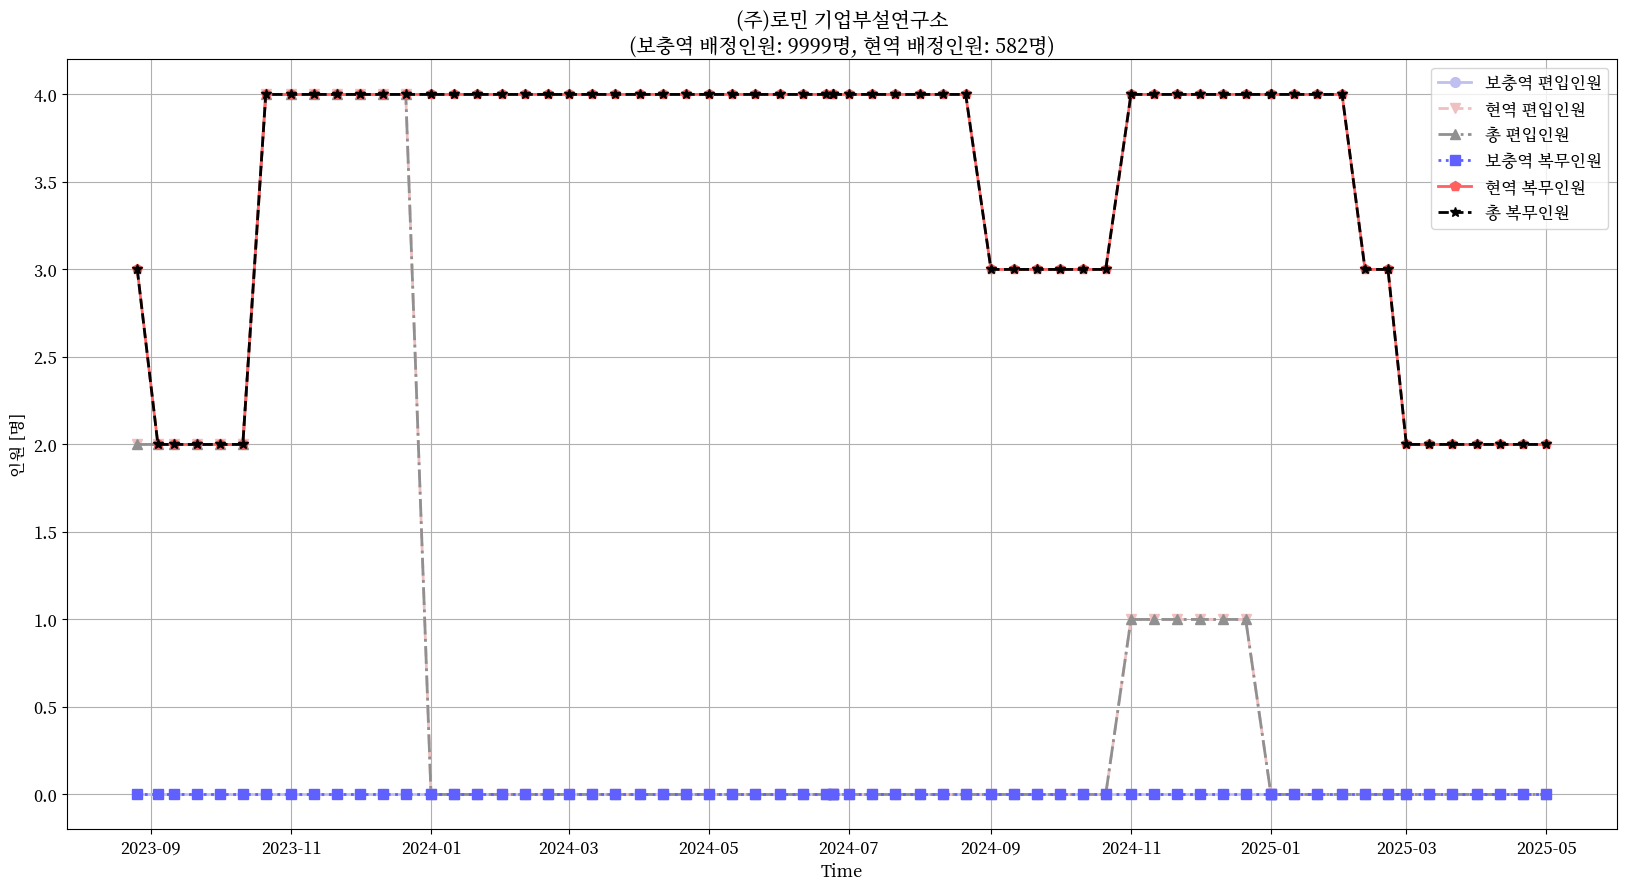 (주)로민 기업부설연구소
(보충역 배정인원: 9999명, 현역 배정인원: 582명)
보충역 편입인원
현역 편입인원
총 편입인원
보충역 복무인원
현역 복무인원
총 복무인원
인원 [명]
4.0
3.5
3.0
2.5
2.0
1.5
1.0
0.5
0.0
2023-09
2023-11
2024-01
2024-03
2024-05
2024-07
2024-09
2024-11
2025-01
2025-03
2025-05
Time